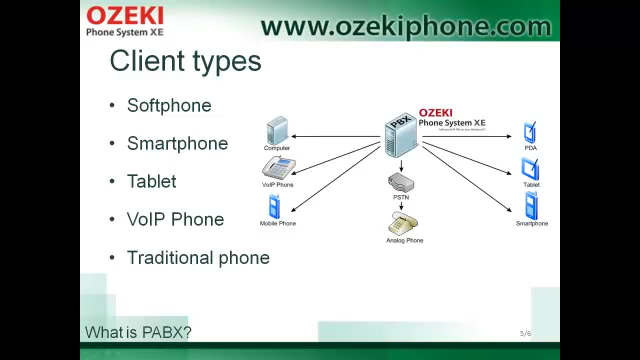 OZEKI
Phone System XE
www.ozekiphone.com
Client types
• Softphone
• Smartphone
• Tablet
• VoIP Phone
• Traditional phone
PBX
OZEKI
Phone System XE
Computer
VoIP Phone
Mobile Phone
PSTN
Analog Phone
PDA
Tablet
Smartphone
What is PABX?
5/6